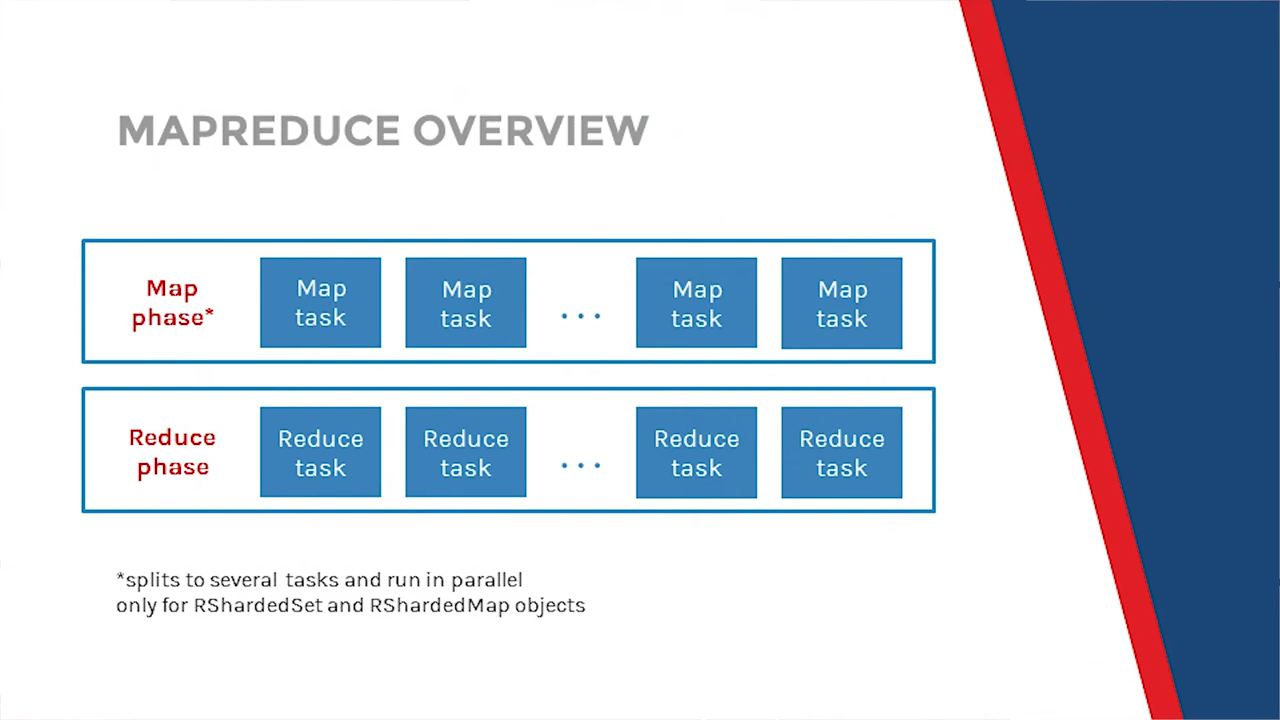 MAPREDUCE OVERVIEW
Map
phase*
Map
task
Map
task
...
Map
task
Map
task
Reduce
phase
Reduce
task
Reduce
task
...
Reduce
task
Reduce
task
*splits to several tasks and run in parallel
only for RShardedSet and RShardedMap objects